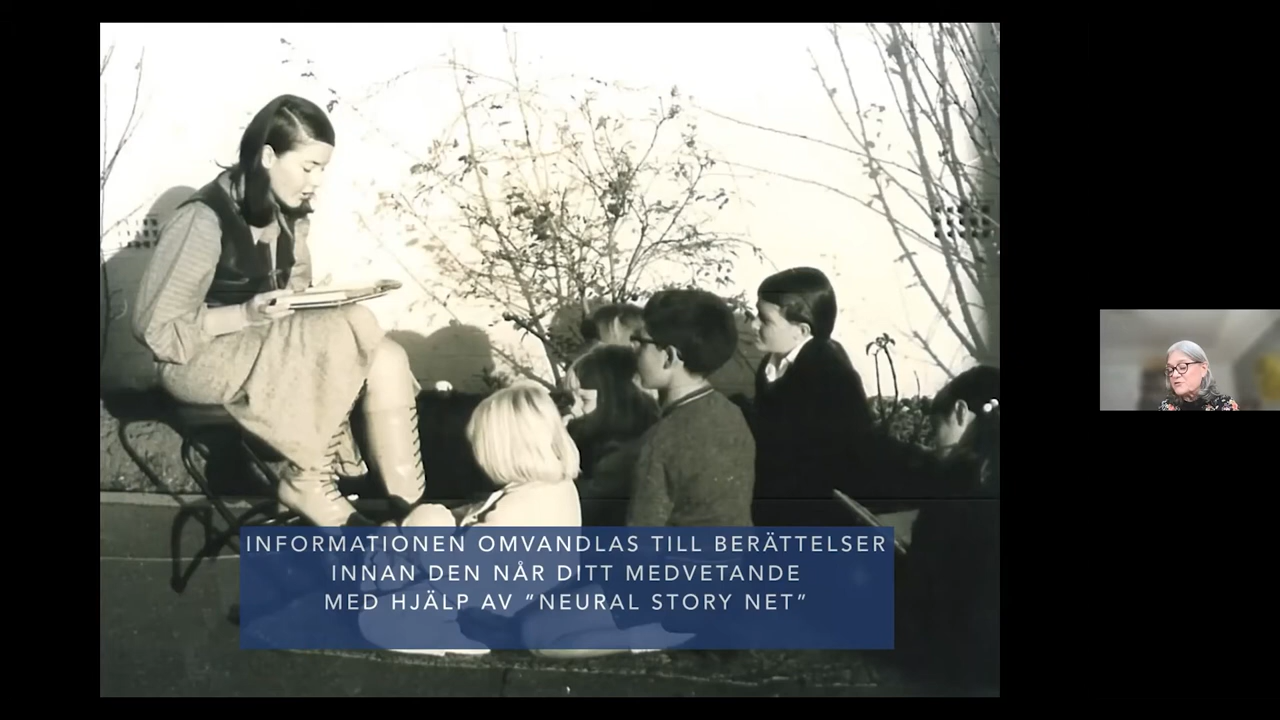 INFORMATIONEN OMVANDLAS TILL BERÄTTELSER
INNAN DEN NÅR DITT MEDVETANDE
MED HJÄLP AV ”NEURAL STORY NET”